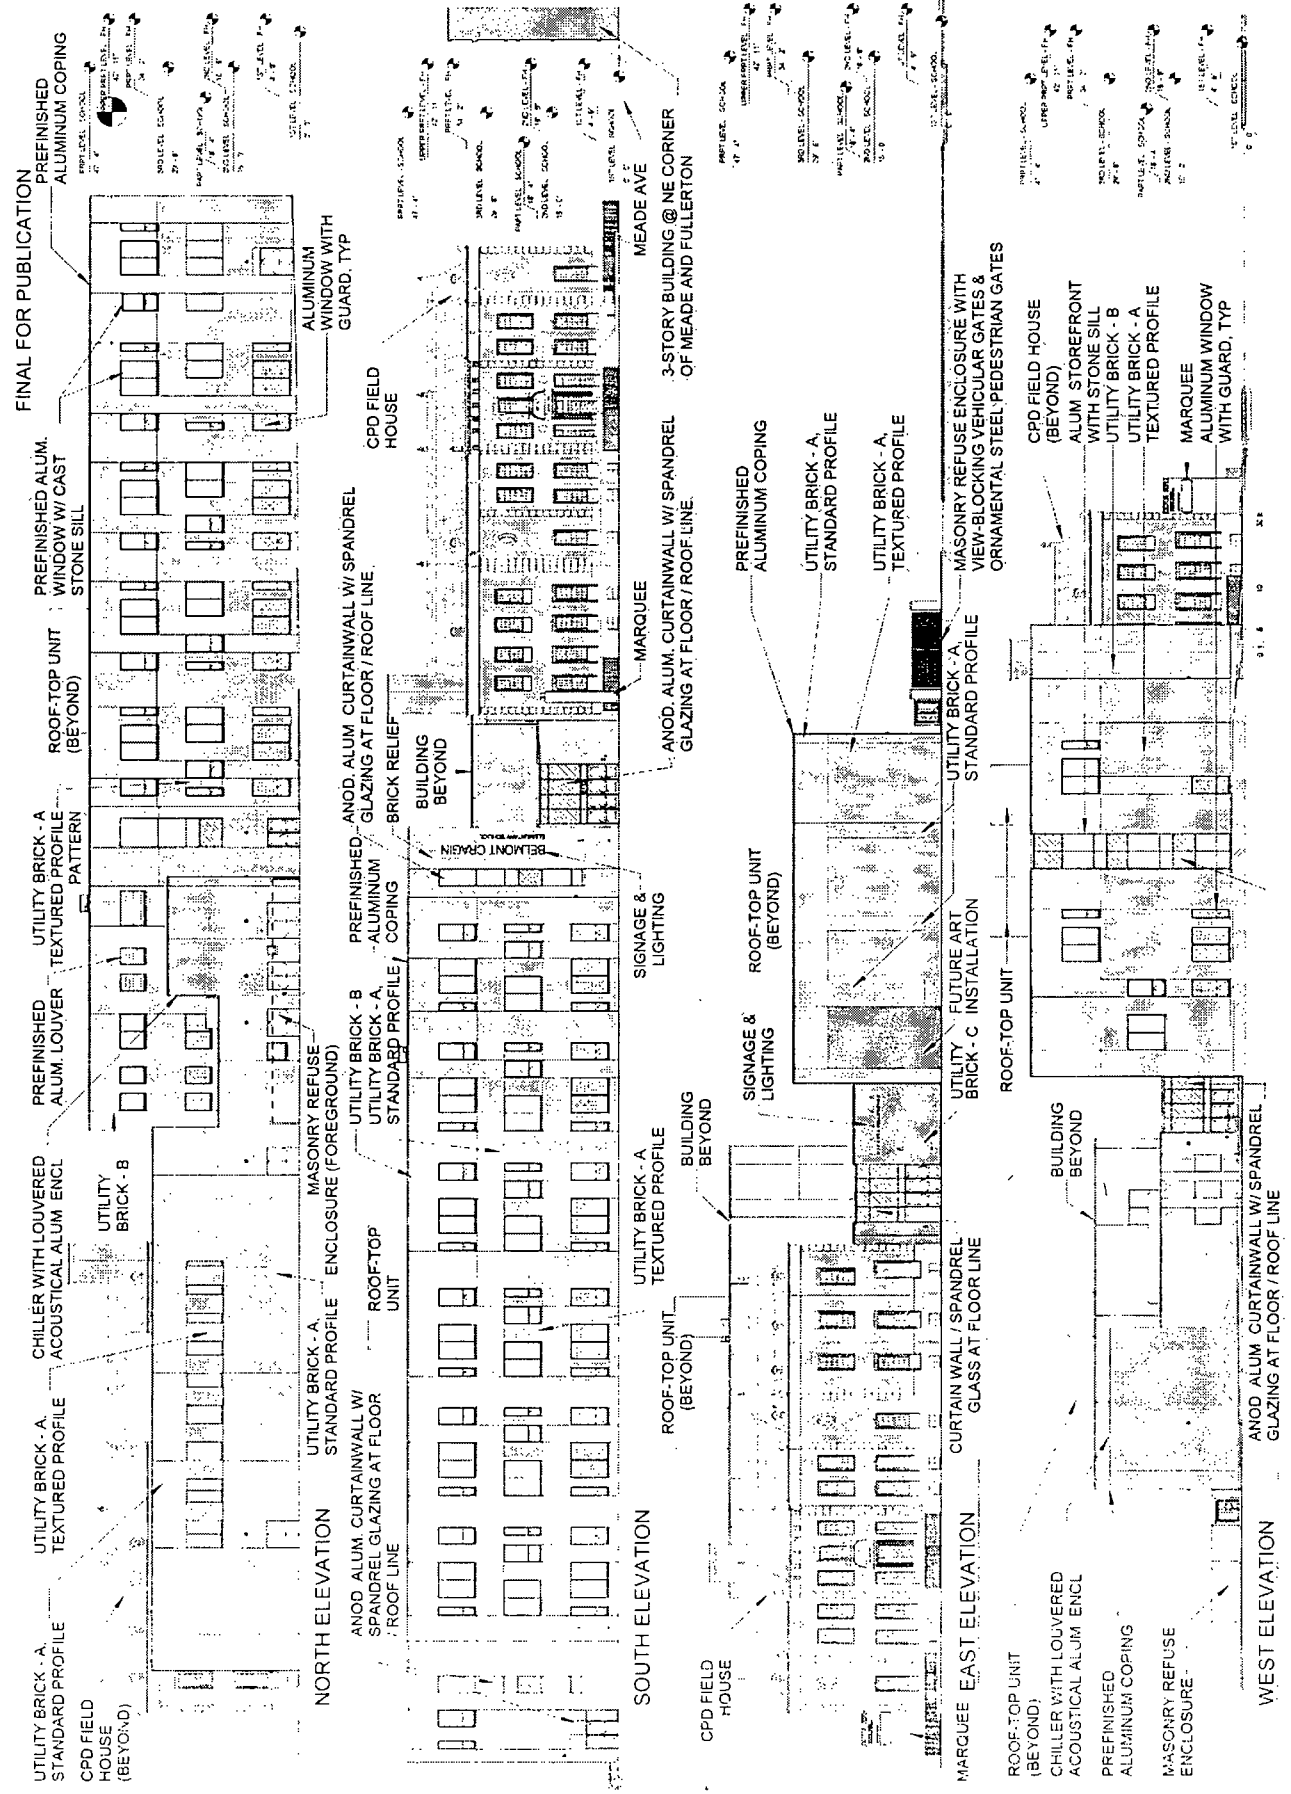 FINAL FOR PUBLICATION
UTILITY BRICK - A,
STANDARD PROFILE
CPD FIELD
HOUSE
(BEYOND)
UTILITY BRICK - A,
TEXTURED PROFILE
CHILLER WITH LOUVERED
ACOUSTICAL ALUM ENCL
UTILITY
BRICK - B
PREFINISHED
ALUM. LOUVER
UTILITY BRICK - A
TEXTURED PROFILE
PATTERN
ROOF-TOP UNIT
(BEYOND)
PREFINISHED ALUM.
WINDOW W/ CAST
STONE SILL
PREFINISHED
ALUMINUM COPING
UTILITY BRICK - A,
STANDARD PROFILE
MASONRY REFUSE
ENCLOSURE (FOREGROUND)
ALUMINUM
WINDOW WITH
GUARD, TYP
NORTH ELEVATION
ANOD ALUM. CURTAINWALL W/
SPANDREL GLAZING AT FLOOR
/ ROOF LINE
ROOF-TOP
UNIT
UTILITY BRICK - B
UTILITY BRICK - A,
STANDARD PROFILE
PREFINISHED
ALUMINUM
COPING
ANOD. ALUM CURTAINWALL W/ SPANDREL
GLAZING AT FLOOR / ROOF LINE
BRICK RELIEF
BUILDING
BEYOND
CPD FIELD
HOUSE
BELMONT CRAGIN
UTILITY BRICK - A
TEXTURED PROFILE
SIGNAGE &
LIGHTING
MARQUEE
ANOD. ALUM. CURTAINWALL W/ SPANDREL
GLAZING AT FLOOR / ROOF LINE
MEADE AVE
3-STORY BUILDING @ NE CORNER
OF MEADE AND FULLERTON
SOUTH ELEVATION
CPD FIELD
HOUSE
ROOF-TOP UNIT
(BEYOND)
BUILDING
BEYOND
SIGNAGE &
LIGHTING
ROOF-TOP UNIT
(BEYOND)
PREFINISHED
ALUMINUM COPING
UTILITY BRICK - A,
STANDARD PROFILE
UTILITY BRICK - A,
TEXTURED PROFILE
MARQUEE
CURTAIN WALL / SPANDREL
GLASS AT FLOOR LINE
UTILITY
BRICK - C
FUTURE ART
INSTALLATION
UTILITY BRICK - A,
STANDARD PROFILE
MASONRY REFUSE ENCLOSURE WITH
VIEW-BLOCKING VEHICULAR GATES &
ORNAMENTAL STEEL PEDESTRIAN GATES
EAST ELEVATION
ROOF-TOP UNIT
(BEYOND)
CHILLER WITH LOUVERED
ACOUSTICAL ALUM ENCL
PREFINISHED
ALUMINUM COPING
MASONRY REFUSE
ENCLOSURE
BUILDING
BEYOND
ROOF-TOP UNIT
CPD FIELD HOUSE
(BEYOND)
ALUM STOREFRONT
WITH STONE SILL
UTILITY BRICK - B
UTILITY BRICK - A
TEXTURED PROFILE
MARQUEE
ALUMINUM WINDOW
WITH GUARD, TYP
ANOD ALUM CURTAINWALL W/ SPANDREL
GLAZING AT FLOOR / ROOF LINE
WEST ELEVATION